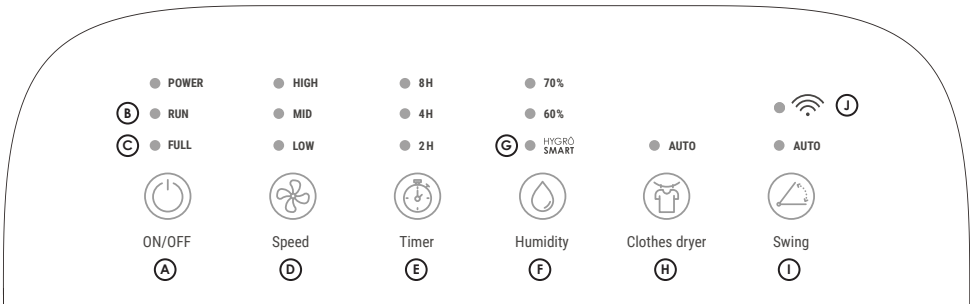 POWER HIGH 8H 70%
B RUN MID 4H 60% J
C FULL LOW 2H G HYGRÔ SMART AUTO AUTO
ON/OFF Speed Timer Humidity Clothes dryer Swing
A D E F H I